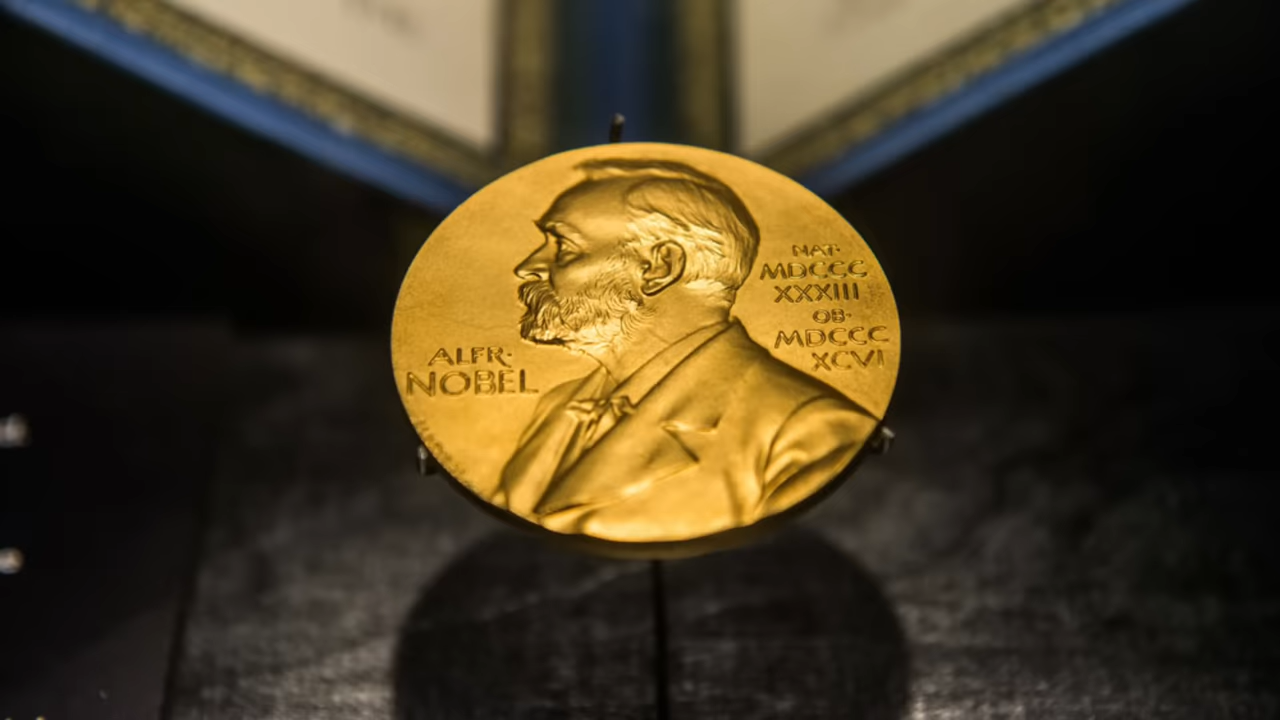 ALFR·
NOBEL
NAT·
MDCCC
XXXIII
OB·
MDCCC
XCVI